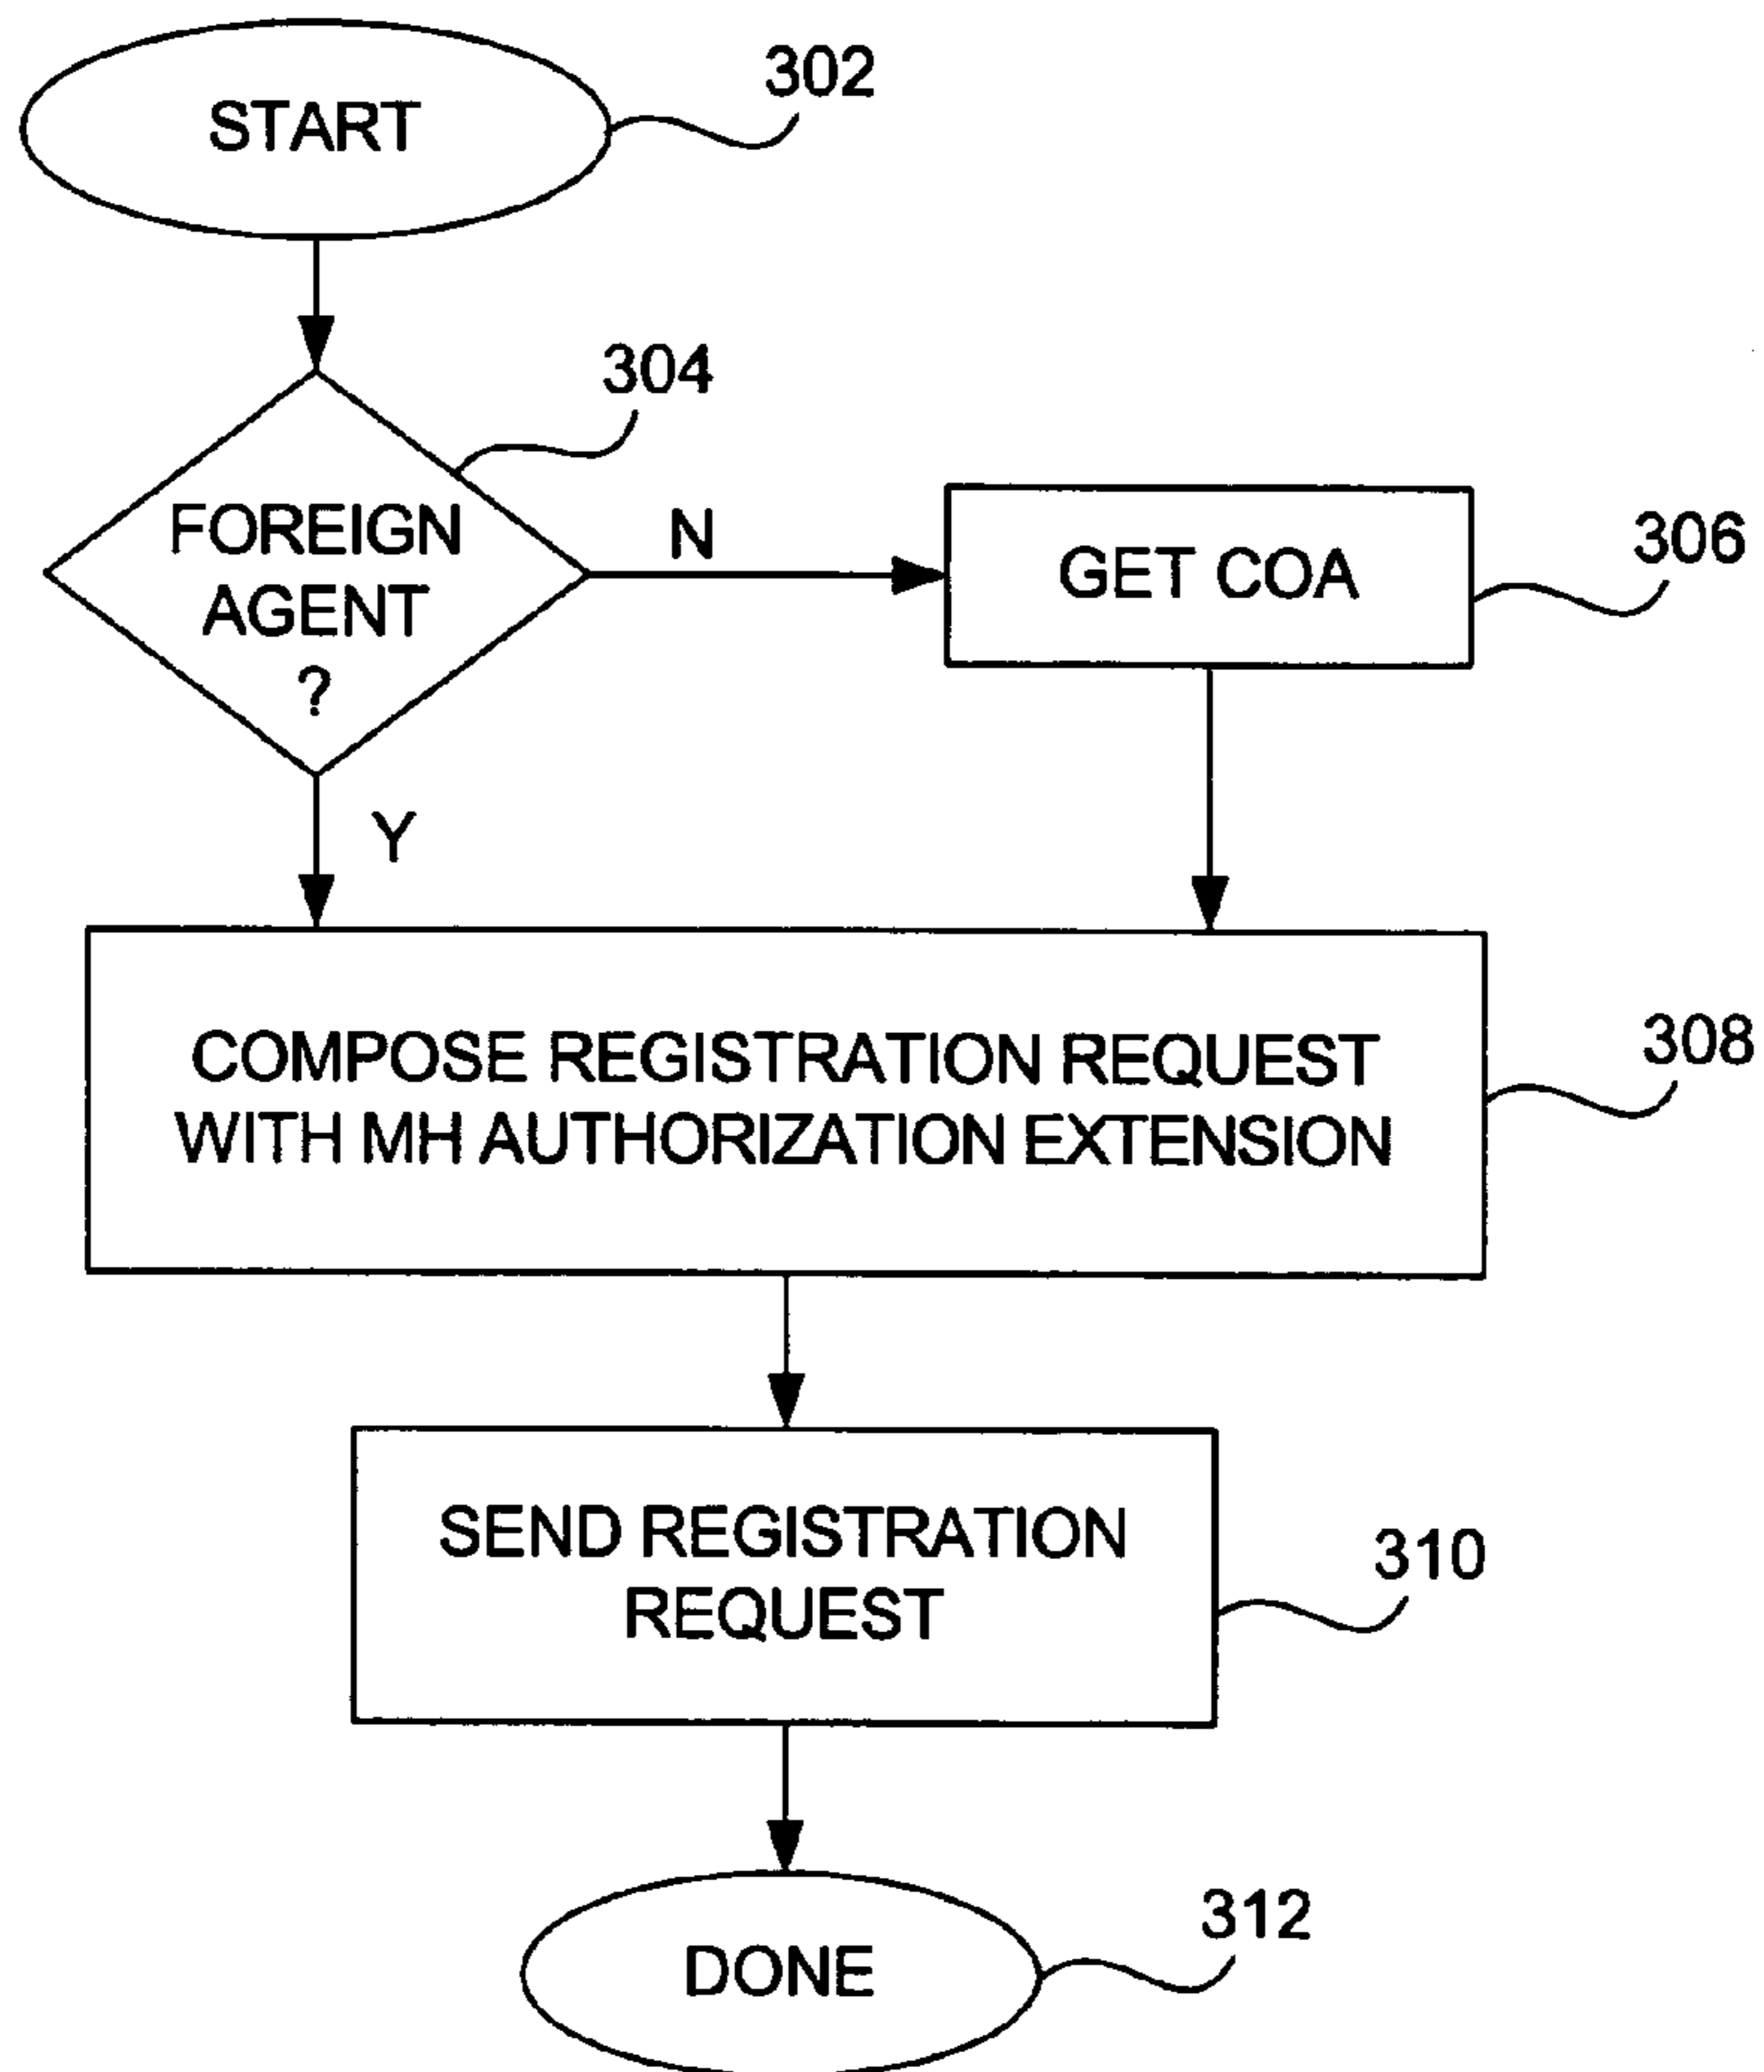 START
302
304
FOREIGN
AGENT
?
N
GET COA
306
Y
COMPOSE REGISTRATION REQUEST
WITH MH AUTHORIZATION EXTENSION
308
SEND REGISTRATION
REQUEST
310
DONE
312